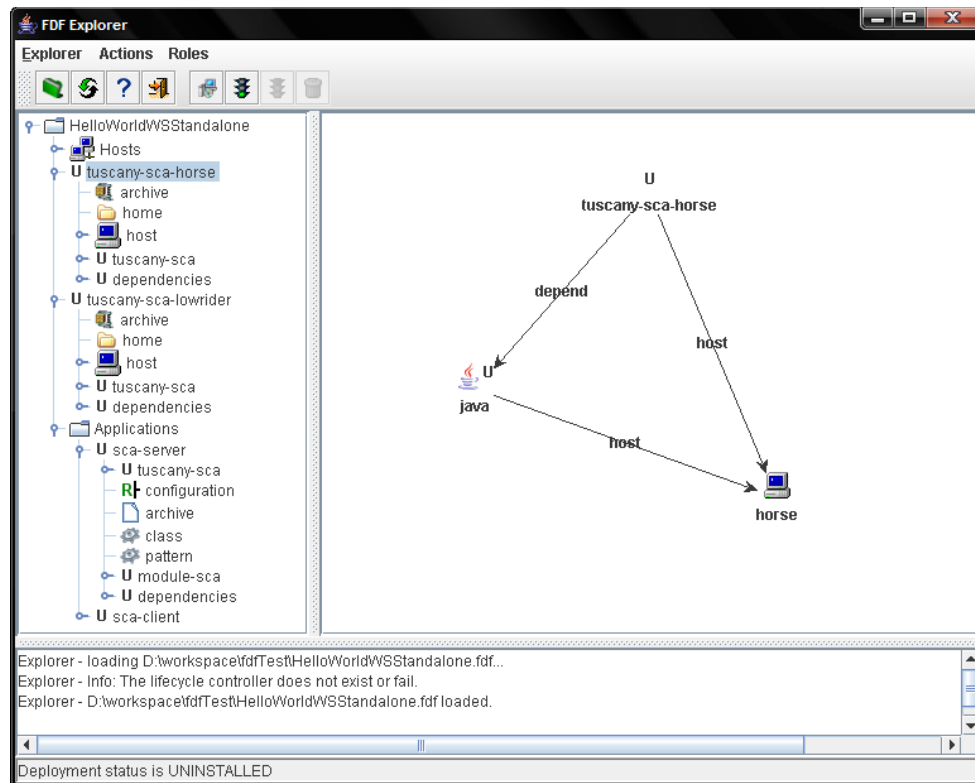 FDF Explorer
Explorer Actions Roles
HelloWorldWSStandalone
Hosts
U tuscany-sca-horse
archive
home
host
U tuscany-sca
U dependencies
U tuscany-sca-lowrider
archive
home
host
U tuscany-sca
U dependencies
Applications
U sca-server
U tuscany-sca
R configuration
archive
class
pattern
U module-sca
U dependencies
U sca-client
U
tuscany-sca-horse
depend
host
U
java
host
horse
Explorer - loading D:\workspace\fdfTest\HelloWorldWSStandalone.fdf...
Explorer - Info: The lifecycle controller does not exist or fail.
Explorer - D:\workspace\fdfTest\HelloWorldWSStandalone.fdf loaded.
Deployment status is UNINSTALLED